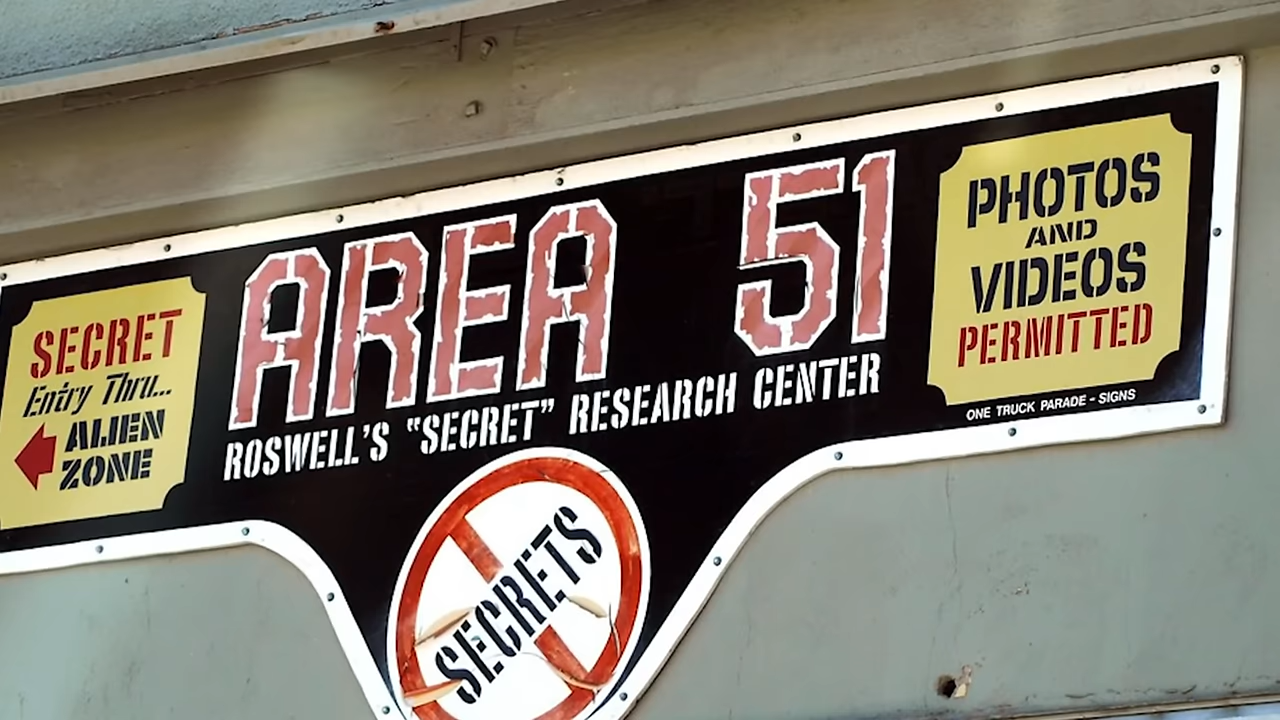 SECRET
Entry Thru...
ALIEN
ZONE
AREA 51
ROSWELL'S "SECRET" RESEARCH CENTER
SECRETS
PHOTOS
AND
VIDEOS
PERMITTED
ONE TRUCK PARADE - SIGNS